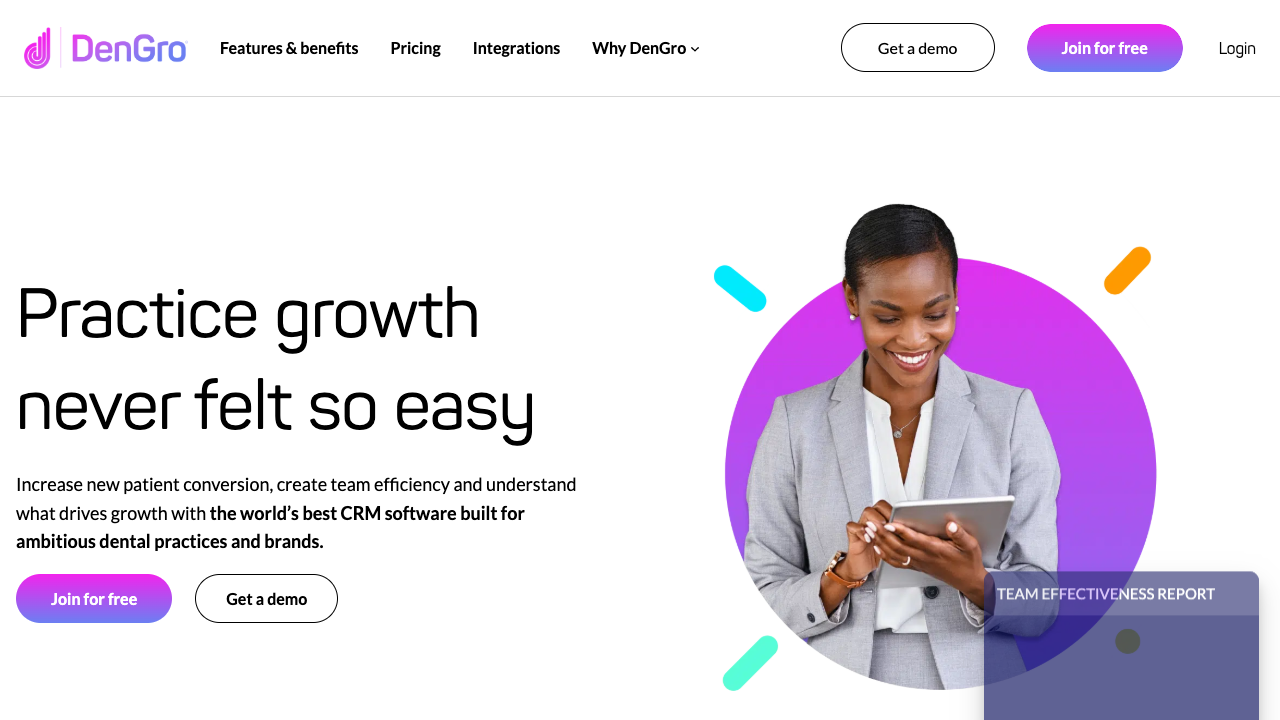 DenGro
Features & benefits
Pricing
Integrations
Why DenGro
Get a demo
Join for free
Login
Practice growth
never felt so easy
Increase new patient conversion, create team efficiency and understand
what drives growth with the world’s best CRM software built for
ambitious dental practices and brands.
Join for free
Get a demo
TEAM EFFECTIVENESS REPORT